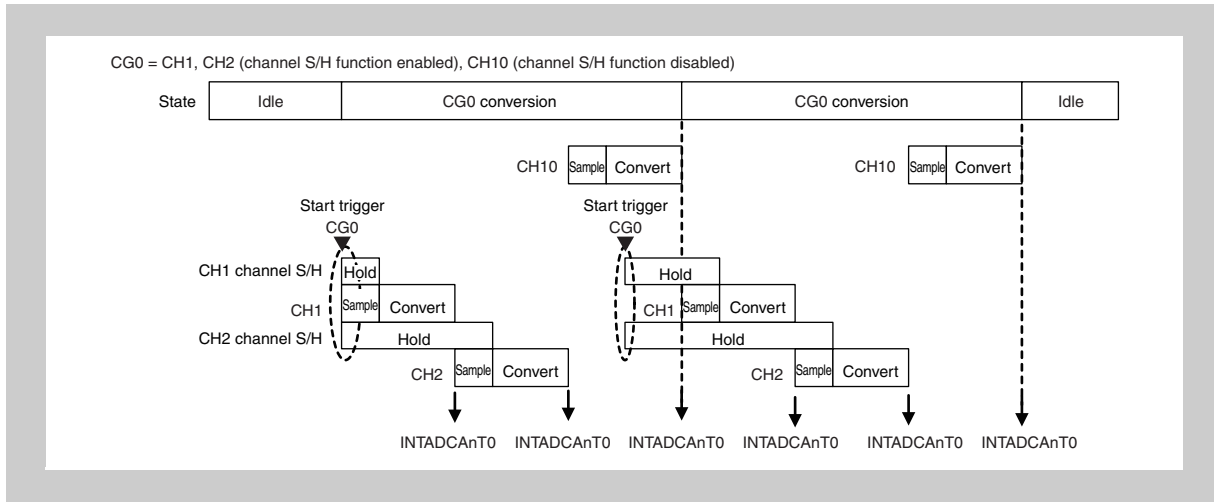 CG0 = CH1, CH2 (channel S/H function enabled), CH10 (channel S/H function disabled)
State Idle CG0 conversion CG0 conversion Idle
CH10 Sample Convert CH10 Sample Convert
Start trigger Start trigger
CG0 CG0
CH1 channel S/H Hold Hold
CH1 Sample Convert CH1 Sample Convert
CH2 channel S/H Hold Hold
CH2 Sample Convert CH2 Sample Convert
INTADCAnT0 INTADCAnT0 INTADCAnT0 INTADCAnT0 INTADCAnT0 INTADCAnT0